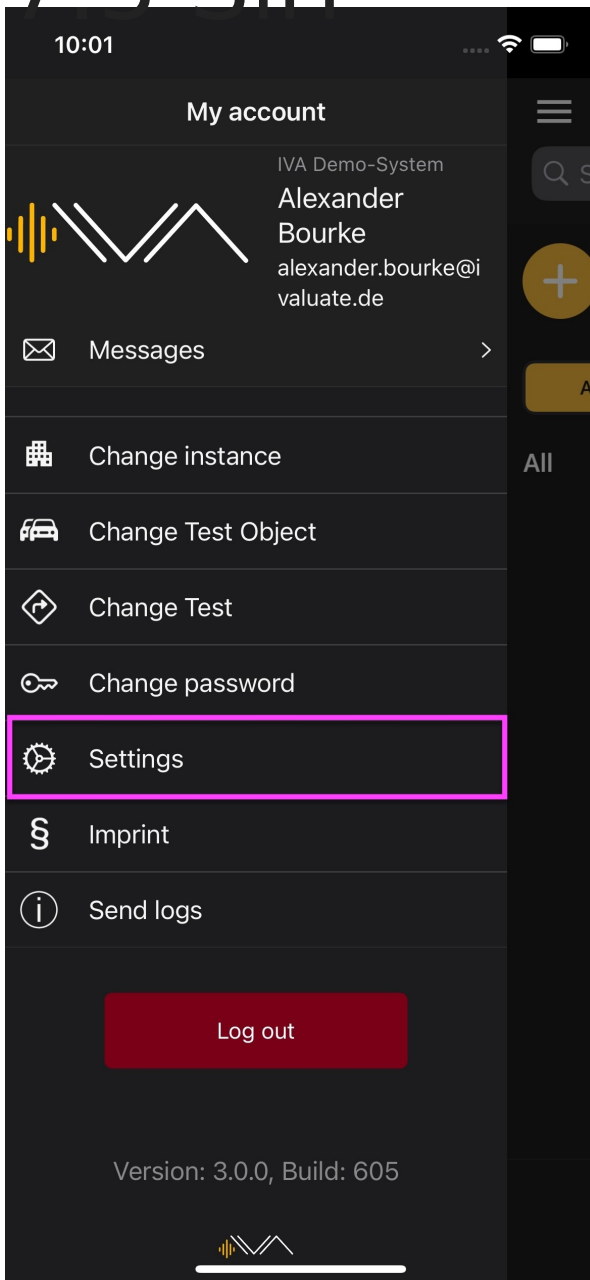 10:01
My account
IVA Demo-System
Alexander
Bourke
alexander.bourke@i
valuate.de
Messages
Change instance
All
Change Test Object
Change Test
Change password
Settings
§ Imprint
Send logs
Log out
Version: 3.0.0, Build: 605